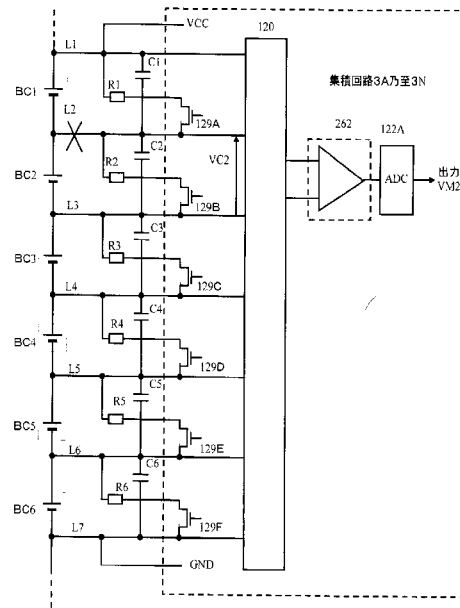 L1
VCC
120
C1
集積回路3A乃至3N
BC1
R1
L2
129A
262
122A
C2
VC2
BC2
R2
ADC
出力
VM2
129B
L3
C3
R3
BC3
129C
L4
C4
R4
BC4
129D
L5
C5
R5
BC5
129E
L6
C6
R6
BC6
129F
L7
GND